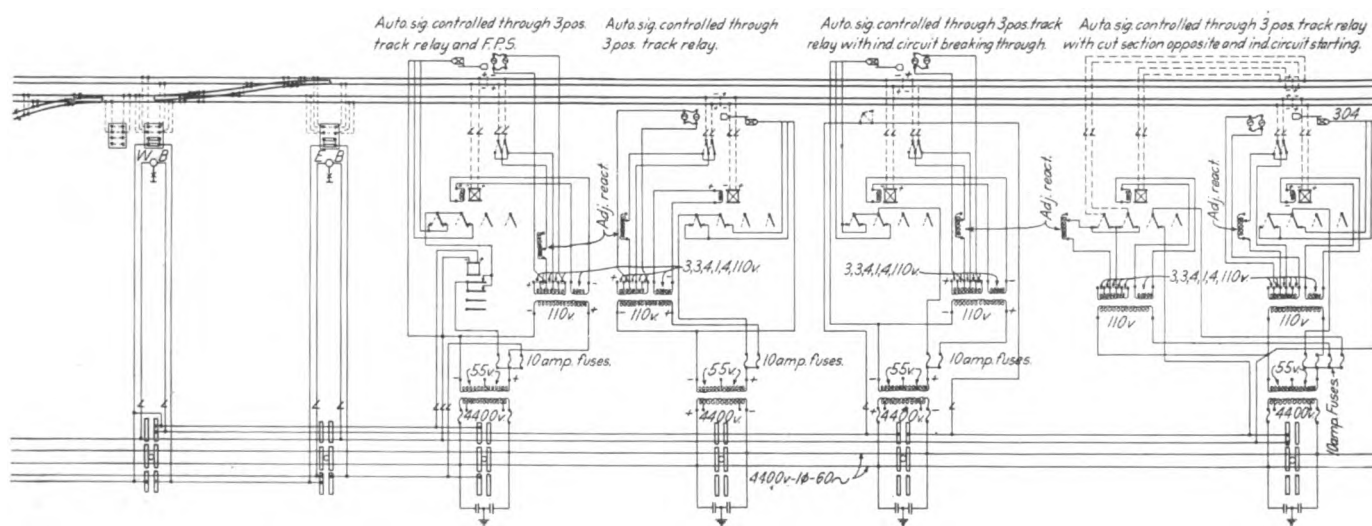 Auto. sig. controlled through 3 pos.
track relay and F.P.S.
Auto. sig. controlled through
3 pos. track relay.
Auto. sig. controlled through 3 pos. track
relay with ind. circuit breaking through.
Auto. sig. controlled through 3 pos. track relay
with cut section opposite and ind. circuit starting.
304
W B
E B
Adj. react.
Adj. react.
Adj. react.
3,3,4,1,4,110v.
3,3,4,1,4,110v.
3,3,4,1,4,110v.
110v.
110v.
110v.
110v.
110v.
10 amp. fuses.
10 amp. fuses.
10 amp. fuses.
10 amp. Fuses.
55v.
55v.
55v.
55v.
4400v.
4400v.
4400v.
4400v.
4400v-1ϕ-60~